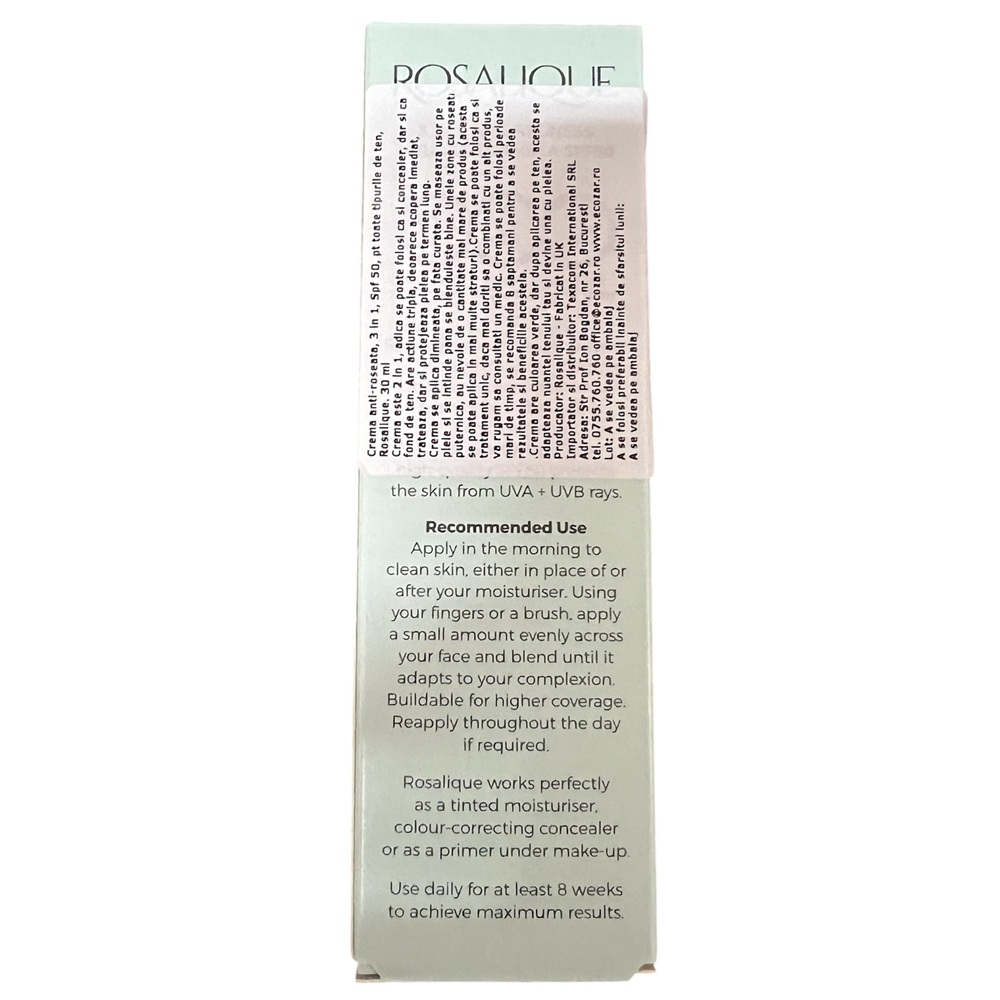 ROSALIQUE
Crema anti-roseata, 3 in 1, Spf 50, pt toate tipurile de ten,
Rosalique. 30 ml
Crema este 2 in 1, adica se poate folosi ca si concealer, dar si ca
fond de ten. Are actiune tripla, deoarece acopera imediat,
trateaza, dar si protejeaza pielea pe termen lung.
Crema se aplica dimineata, pe fata curata. Se maseaza usor pe
piele si se intinde pana se blenduleste bine. Unele zone cu roseata
puternica, au nevoie de o cantitate mai mare de produs (acesta
se poate aplica in mai multe straturi).Crema se poate folosi ca si
tratament unic, daca mai doriti sa o combinati cu un alt produs,
va rugam sa consultati un medic. Crema se poate folosi perioade
mari de timp, se recomanda 8 saptamani pentru a se vedea
rezultatele si beneficiile acesteia.
.Crema are culoarea verde, dar dupa aplicarea pe ten, acesta se
adapteaza nuantei tenului tau si devine una cu pielea.
Producator: Rosalique - Fabricat in UK
Importator si distribuitor: Texacom International SRL
Adresa: Str Prof Ion Bogdan, nr 26, Bucuresti
tel. 0755.760.760 office@ecozar.ro www.ecozar.ro
Lot: A se vedea pe ambalaj
A se folosi preferabil inainte de sfarsitul lunii:
A se vedea pe ambalaj
the skin from UVA + UVB rays.
Recommended Use
Apply in the morning to
clean skin, either in place of or
after your moisturiser. Using
your fingers or a brush, apply
a small amount evenly across
your face and blend until it
adapts to your complexion.
Buildable for higher coverage.
Reapply throughout the day
if required.
Rosalique works perfectly
as a tinted moisturiser,
colour-correcting concealer
or as a primer under make-up.
Use daily for at least 8 weeks
to achieve maximum results.